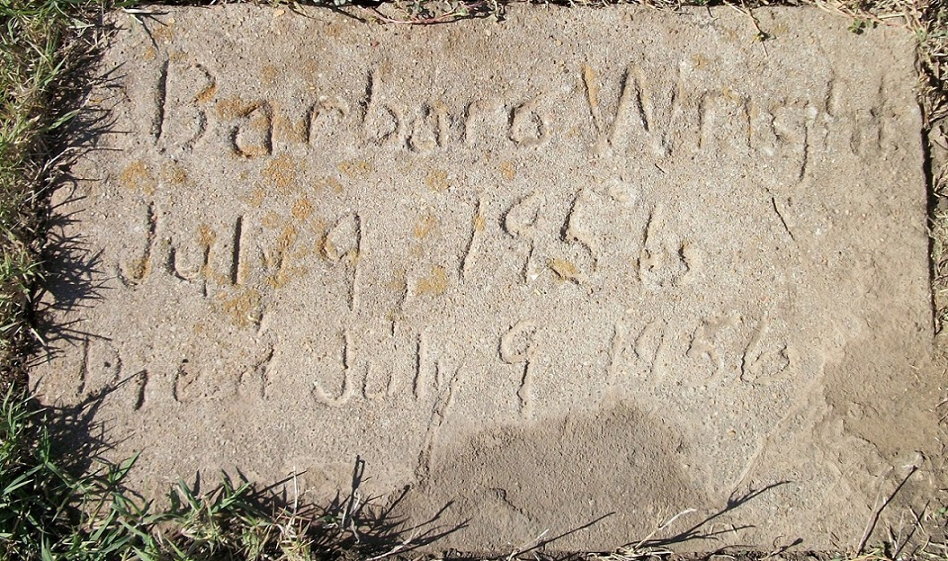 Barbara Wright
July 9, 1956
Died July 9 1956